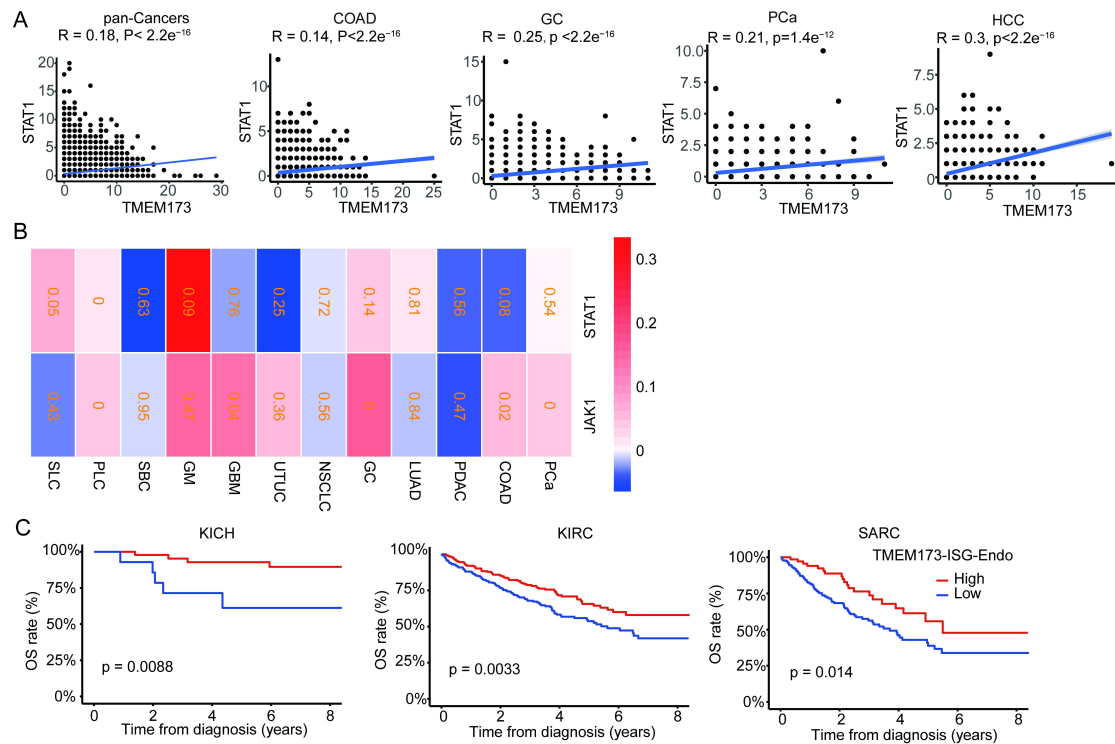 A
pan-Cancers
R = 0.18, P< 2.2e⁻¹⁶
COAD
R = 0.14, P<2.2e⁻¹⁶
GC
R = 0.25, p <2.2e⁻¹⁶
PCa
R = 0.21, p=1.4e⁻¹²
HCC
R = 0.3, p<2.2e⁻¹⁶
STAT1
20
15
10
5
0
0 10 20 30
TMEM173
STAT1
10
5
0
0 5 10 15 20 25
TMEM173
STAT1
15
10
5
0
0 3 6 9
TMEM173
STAT1
10.0
7.5
5.0
2.5
0
0 3 6 9
TMEM173
STAT1
7.5
5.0
2.5
0
0 5 10 15
TMEM173
B
0.05 0 0.63 0.09 0.76 0.25 0.72 0.14 0.81 0.56 0.08 0.54 STAT1
0.43 0 0.95 0.47 0.04 0.36 0.56 0 0.84 0.47 0.02 0 JAK1
SLC PLC SBC GM GBM UTUC NSCLC GC LUAD PDAC COAD PCa
0.3
0.2
0.1
0
C
KICH
OS rate (%)
100%
75%
50%
25%
0%
p = 0.0088
0 2 4 6 8
Time from diagnosis (years)
KIRC
OS rate (%)
100%
75%
50%
25%
0%
p = 0.0033
0 2 4 6 8
Time from diagnosis (years)
SARC
TMEM173-ISG-Endo
High
Low
OS rate (%)
100%
75%
50%
25%
0%
p = 0.014
0 2 4 6 8
Time from diagnosis (years)